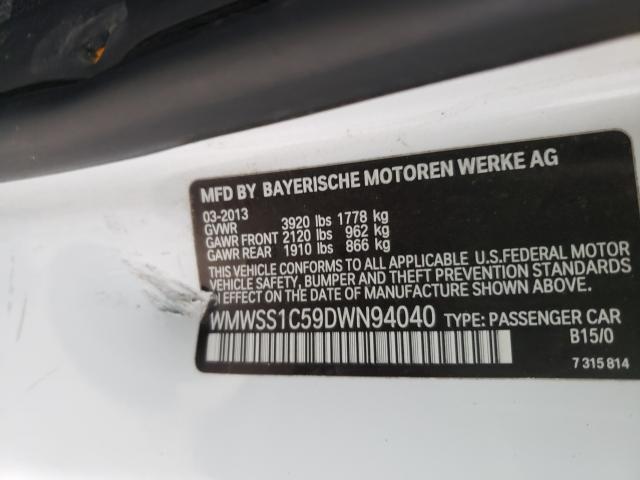 MFD BY BAYERISCHE MOTOREN WERKE AG
03-2013
GVWR 3920 lbs 1778 kg
GAWR FRONT 2120 lbs 962 kg
GAWR REAR 1910 lbs 866 kg
THIS VEHICLE CONFORMS TO ALL APPLICABLE U.S.FEDERAL MOTOR
VEHICLE SAFETY, BUMPER AND THEFT PREVENTION STANDARDS
IN EFFECT ON THE DATE OF MANUFACTURE SHOWN ABOVE.
WMWSS1C59DWN94040 TYPE: PASSENGER CAR
B15/0
7 315 814